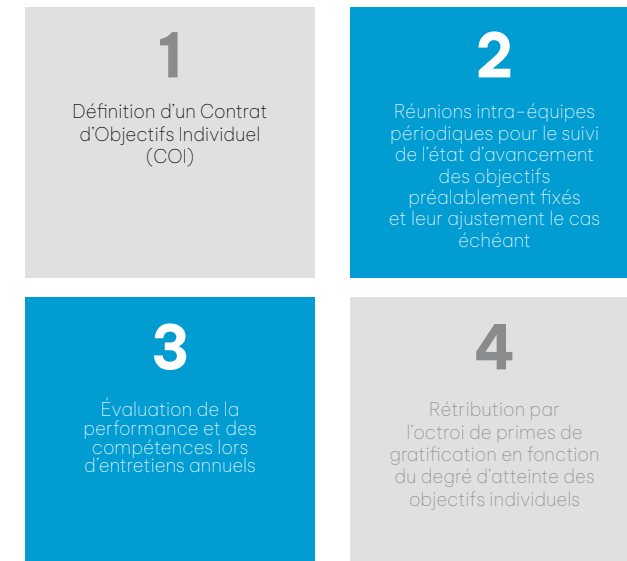 1
Définition d’un Contrat
d’Objectifs Individuel
(COI)
2
Réunions intra-équipes
périodiques pour le suivi
de l’état d’avancement
des objectifs
préalablement fixés
et leur ajustement le cas
échéant
3
Évaluation de la
performance et des
compétences lors
d’entretiens annuels
4
Rétribution par
l’octroi de primes de
gratification en fonction
du degré d’atteinte des
objectifs individuels